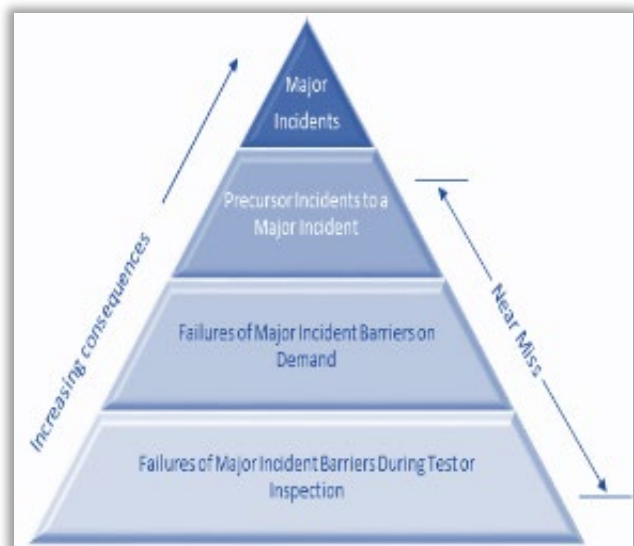 Major
Incidents
Precursor Incidents to a
Major Incident
Failures of Major Incident Barriers on
Demand
Failures of Major Incident Barriers During Test or
Inspection
Increasing consequences
Near Miss